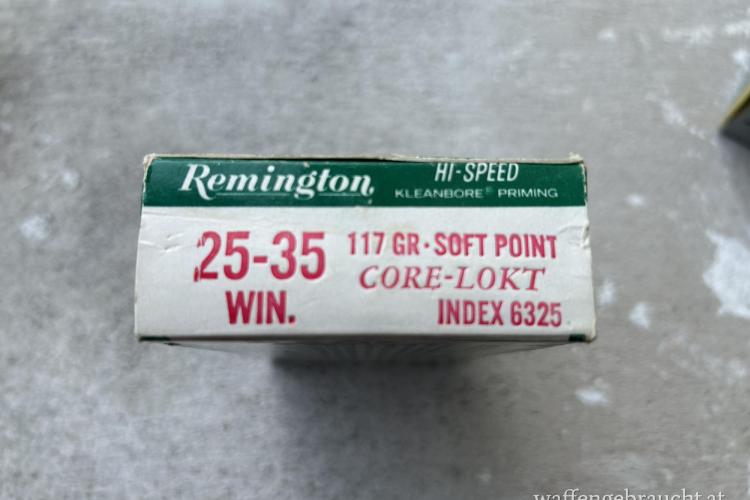 Remington
HI-SPEED
KLEANBORE® PRIMING
25-35
WIN.
117 GR·SOFT POINT
CORE-LOKT
INDEX 6325
waffengebraucht.at